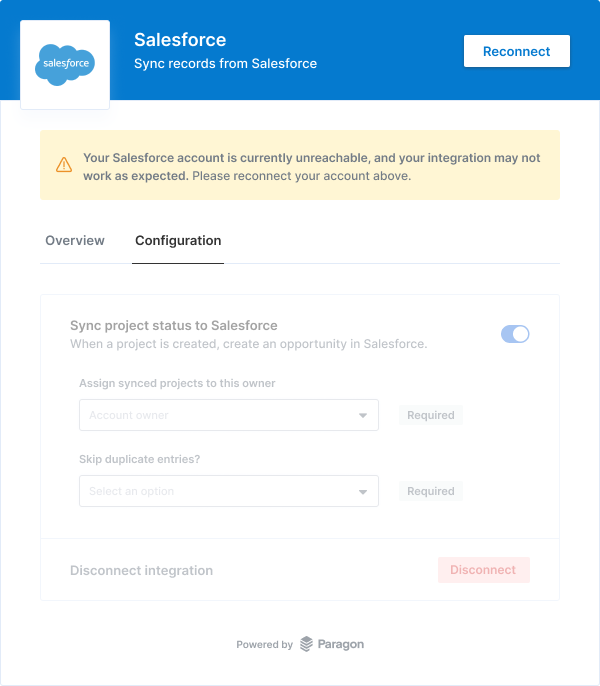 salesforce
Salesforce
Sync records from Salesforce
Reconnect
Your Salesforce account is currently unreachable, and your integration may not
work as expected. Please reconnect your account above.
Overview
Configuration
Sync project status to Salesforce
When a project is created, create an opportunity in Salesforce.
Assign synced projects to this owner
Account owner
Required
Skip duplicate entries?
Select an option
Required
Disconnect integration
Disconnect
Powered by Paragon